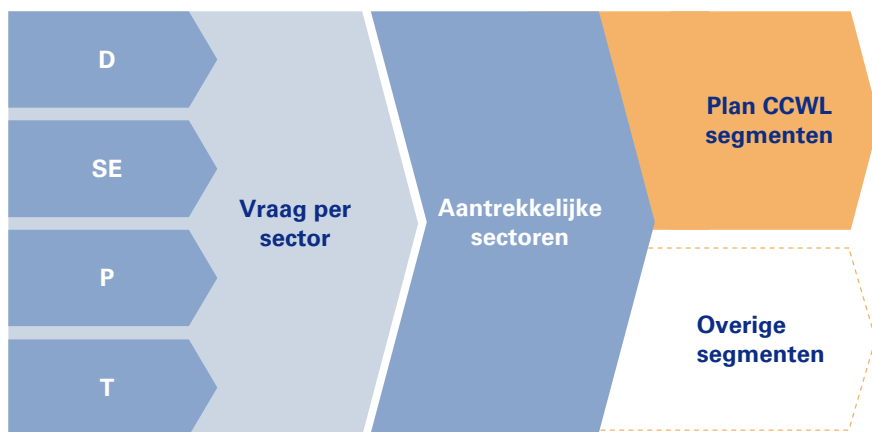 D
SE
P
T
Vraag per
sector
Aantrekkelijke
sectoren
Plan CCWL
segmenten
Overige
segmenten